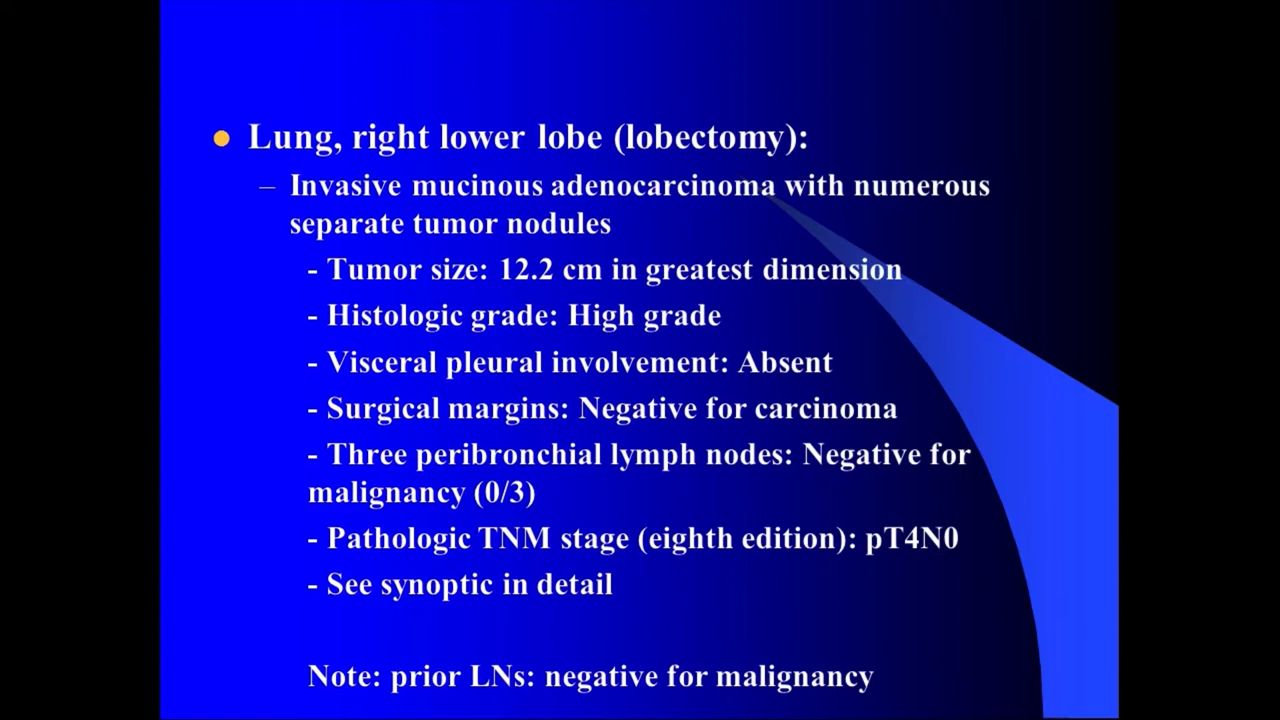 Lung, right lower lobe (lobectomy):
– Invasive mucinous adenocarcinoma with numerous
separate tumor nodules
- Tumor size: 12.2 cm in greatest dimension
- Histologic grade: High grade
- Visceral pleural involvement: Absent
- Surgical margins: Negative for carcinoma
- Three peribronchial lymph nodes: Negative for
malignancy (0/3)
- Pathologic TNM stage (eighth edition): pT4N0
- See synoptic in detail
Note: prior LNs: negative for malignancy